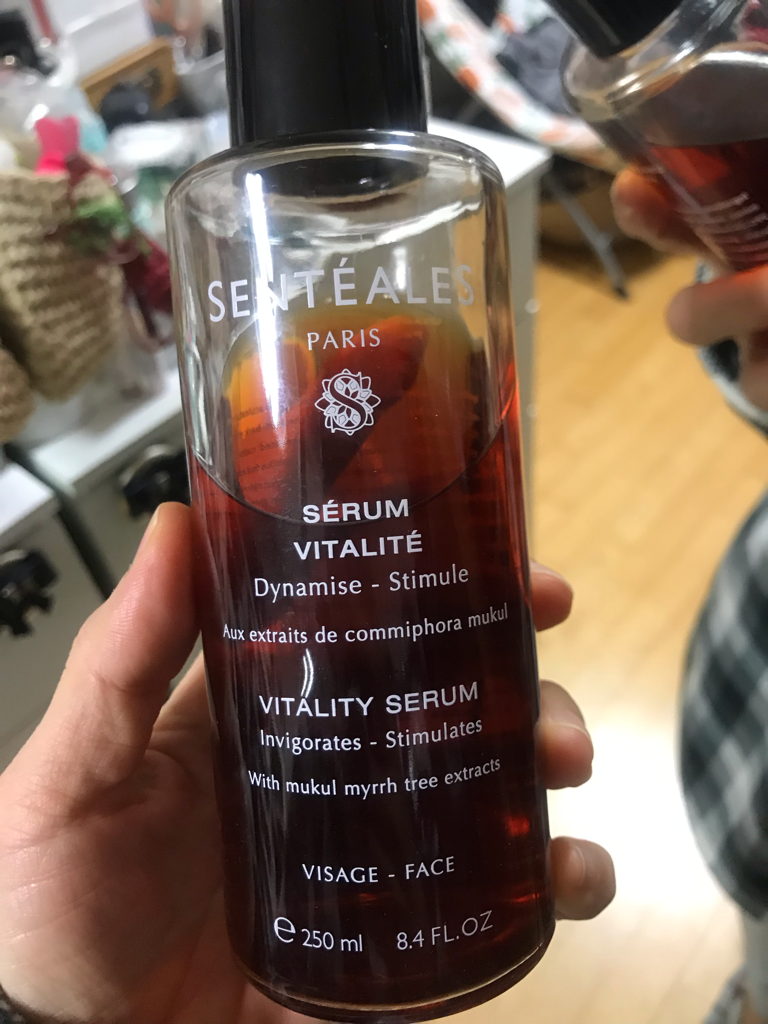 SENTÉALES
PARIS
S
SÉRUM
VITALITÉ
Dynamise - Stimule
Aux extraits de commiphora mukul
VITALITY SERUM
Invigorates - Stimulates
With mukul myrrh tree extracts
VISAGE - FACE
℮ 250 ml 8.4 FL.OZ